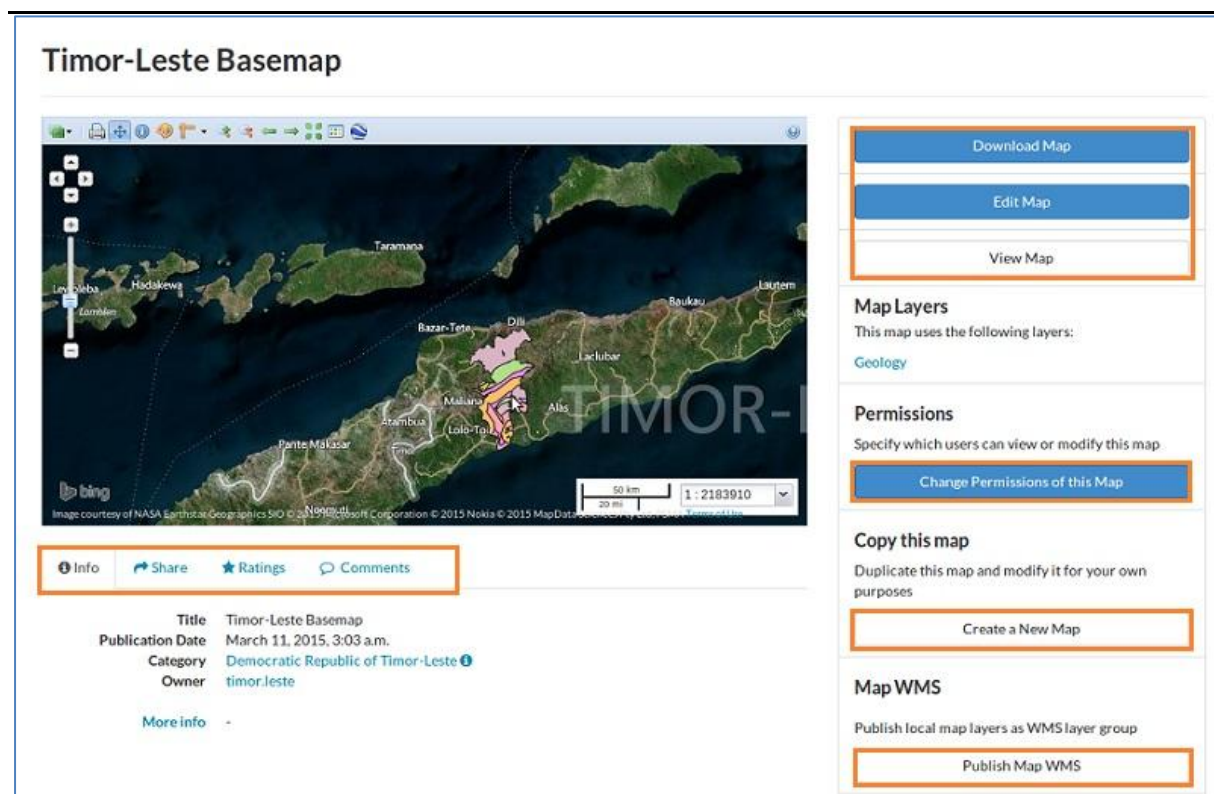 Timor-Leste Basemap
Taramana
Hadakewa
Lautem
Baukau
Bazar-Tete
Dili
Laclubar
TIMOR-L
Maliana
Alas
Atambua
Lolo-Toi
Pante Makasar
bing
50 km
20 mi
1 : 2183910
Noemuti
Terms of Use
Info
Share
Ratings
Comments
Title Timor-Leste Basemap
Publication Date March 11, 2015, 3:03 a.m.
Category Democratic Republic of Timor-Leste
Owner timor.leste
More info -
Download Map
Edit Map
View Map
Map Layers
This map uses the following layers:
Geology
Permissions
Specify which users can view or modify this map
Change Permissions of this Map
Copy this map
Duplicate this map and modify it for your own
purposes
Create a New Map
Map WMS
Publish local map layers as WMS layer group
Publish Map WMS